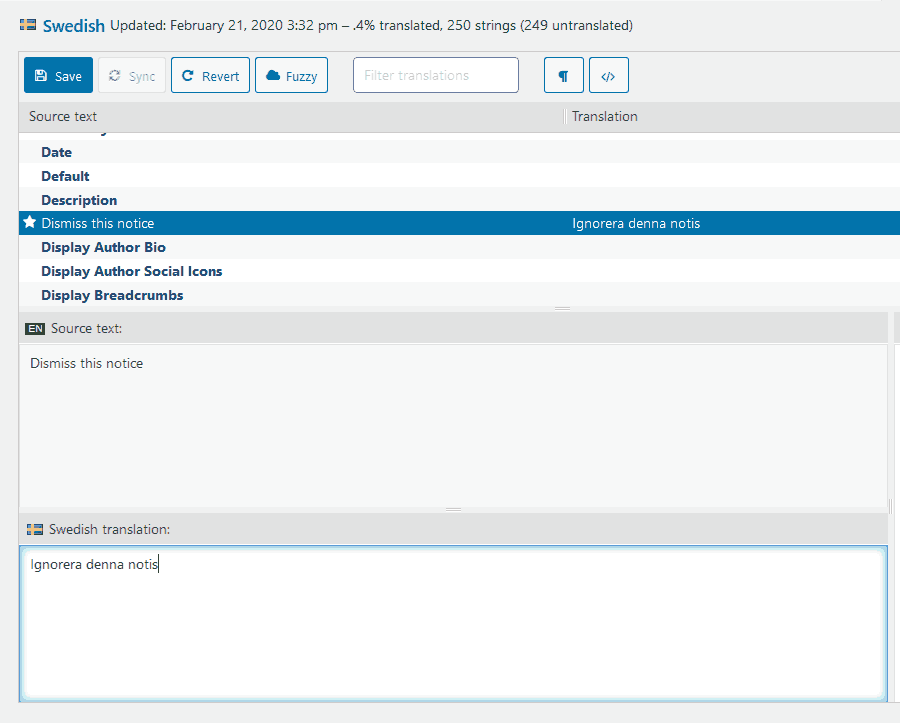 Swedish Updated: February 21, 2020 3:32 pm – .4% translated, 250 strings (249 untranslated)
Save Sync Revert Fuzzy Filter translations ¶ </>
Source text Translation
Date
Default
Description
Dismiss this notice Ignorera denna notis
Display Author Bio
Display Author Social Icons
Display Breadcrumbs
EN Source text:
Dismiss this notice
Swedish translation:
Ignorera denna notis